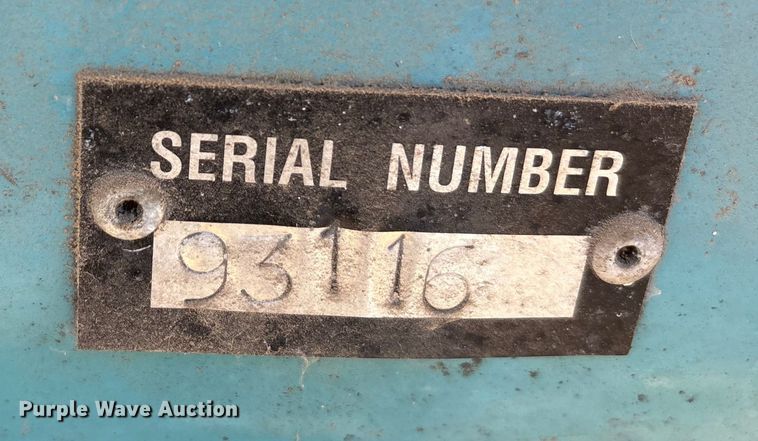 SERIAL NUMBER
93116
Purple Wave Auction